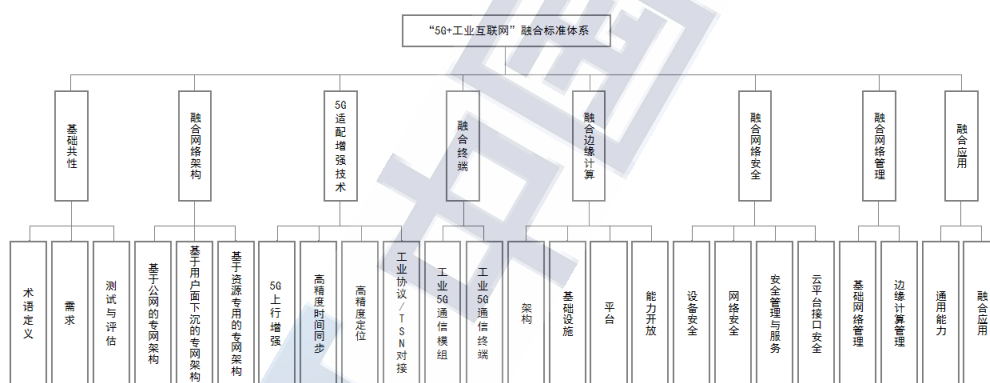 “5G+工业互联网”融合标准体系
基础共性
融合网络架构
5G适配增强技术
融合终端
融合边缘计算
融合网络安全
融合网络管理
融合应用
术语定义
需求
测试与评估
基于公网的专网架构
基于用户面下沉的专网架构
基于资源专用的专网架构
5G上行增强
高精度时间同步
高精度定位
工业协议/TSN对接
工业5G通信模组
工业5G通信终端
架构
基础设施
平台
能力开放
设备安全
网络安全
安全管理与服务
云平台接口安全
基础网络管理
边缘计算管理
通用能力
融合应用